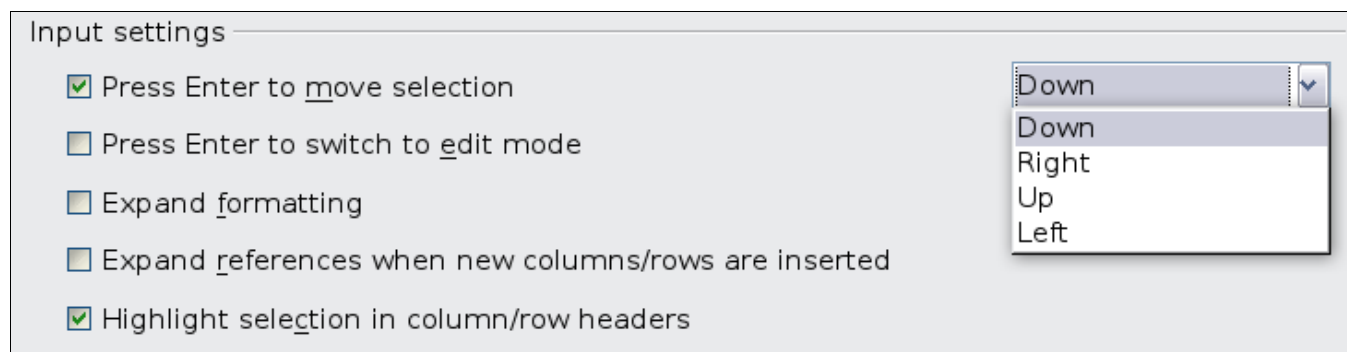 Input settings
Press Enter to move selection
Down
Down
Press Enter to switch to edit mode
Right
Expand formatting
Up
Left
Expand references when new columns/rows are inserted
Highlight selection in column/row headers